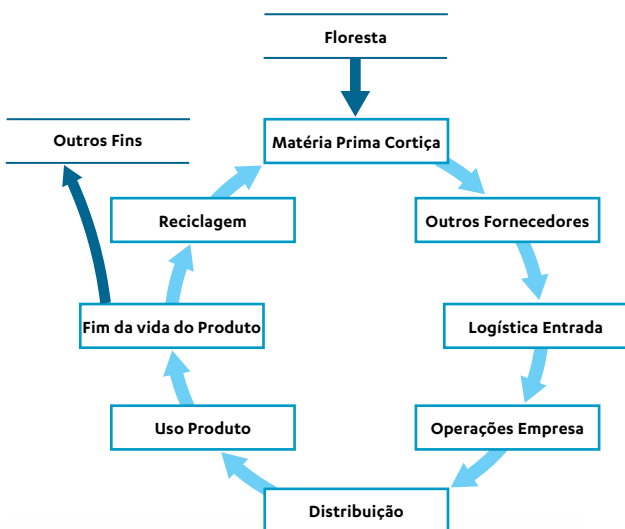 Floresta
Outros Fins
Matéria Prima Cortiça
Reciclagem
Outros Fornecedores
Fim da vida do Produto
Logística Entrada
Uso Produto
Operações Empresa
Distribuição